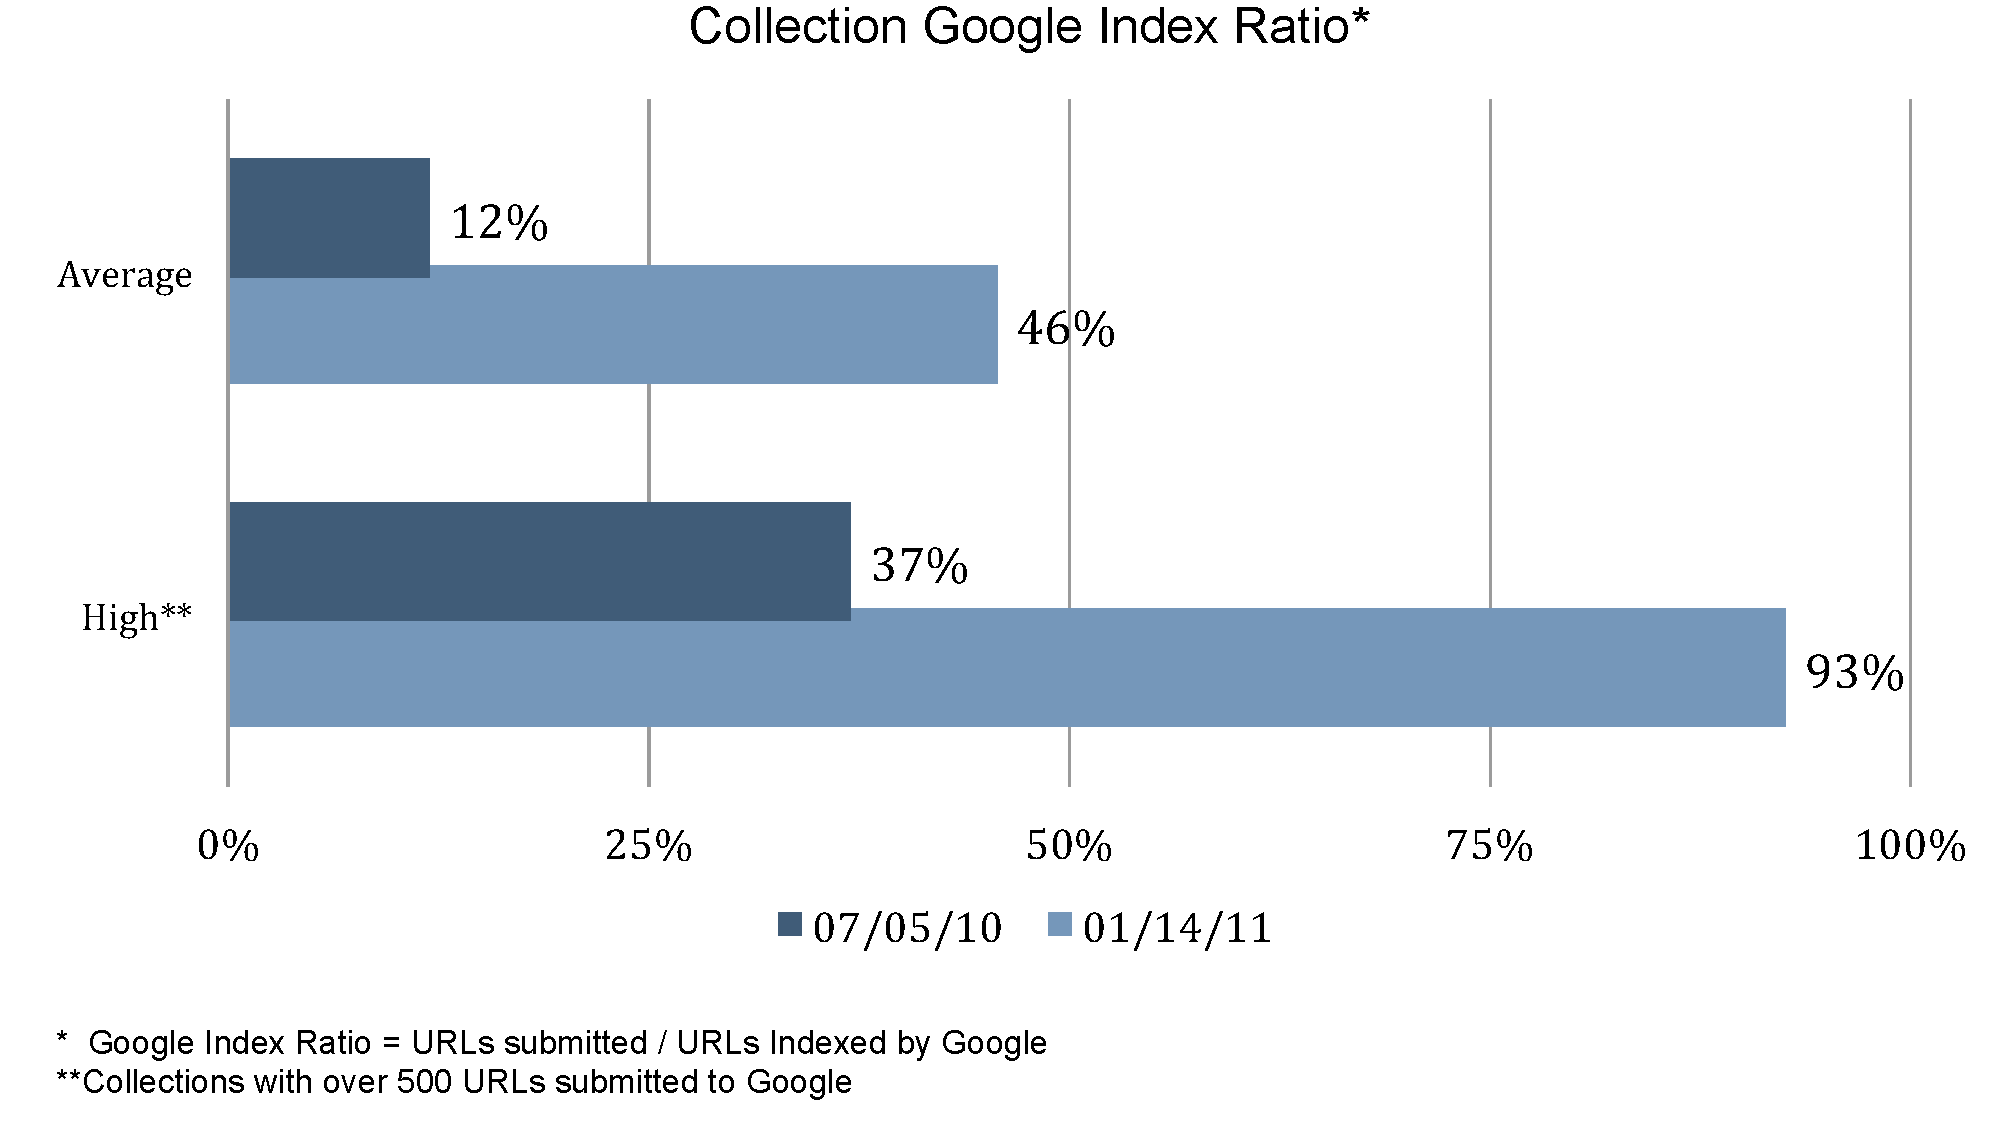 Collection Google Index Ratio*
12%
Average
46%
37%
High**
93%
0% 25% 50% 75% 100%
07/05/10 01/14/11
* Google Index Ratio = URLs submitted / URLs Indexed by Google
**Collections with over 500 URLs submitted to Google